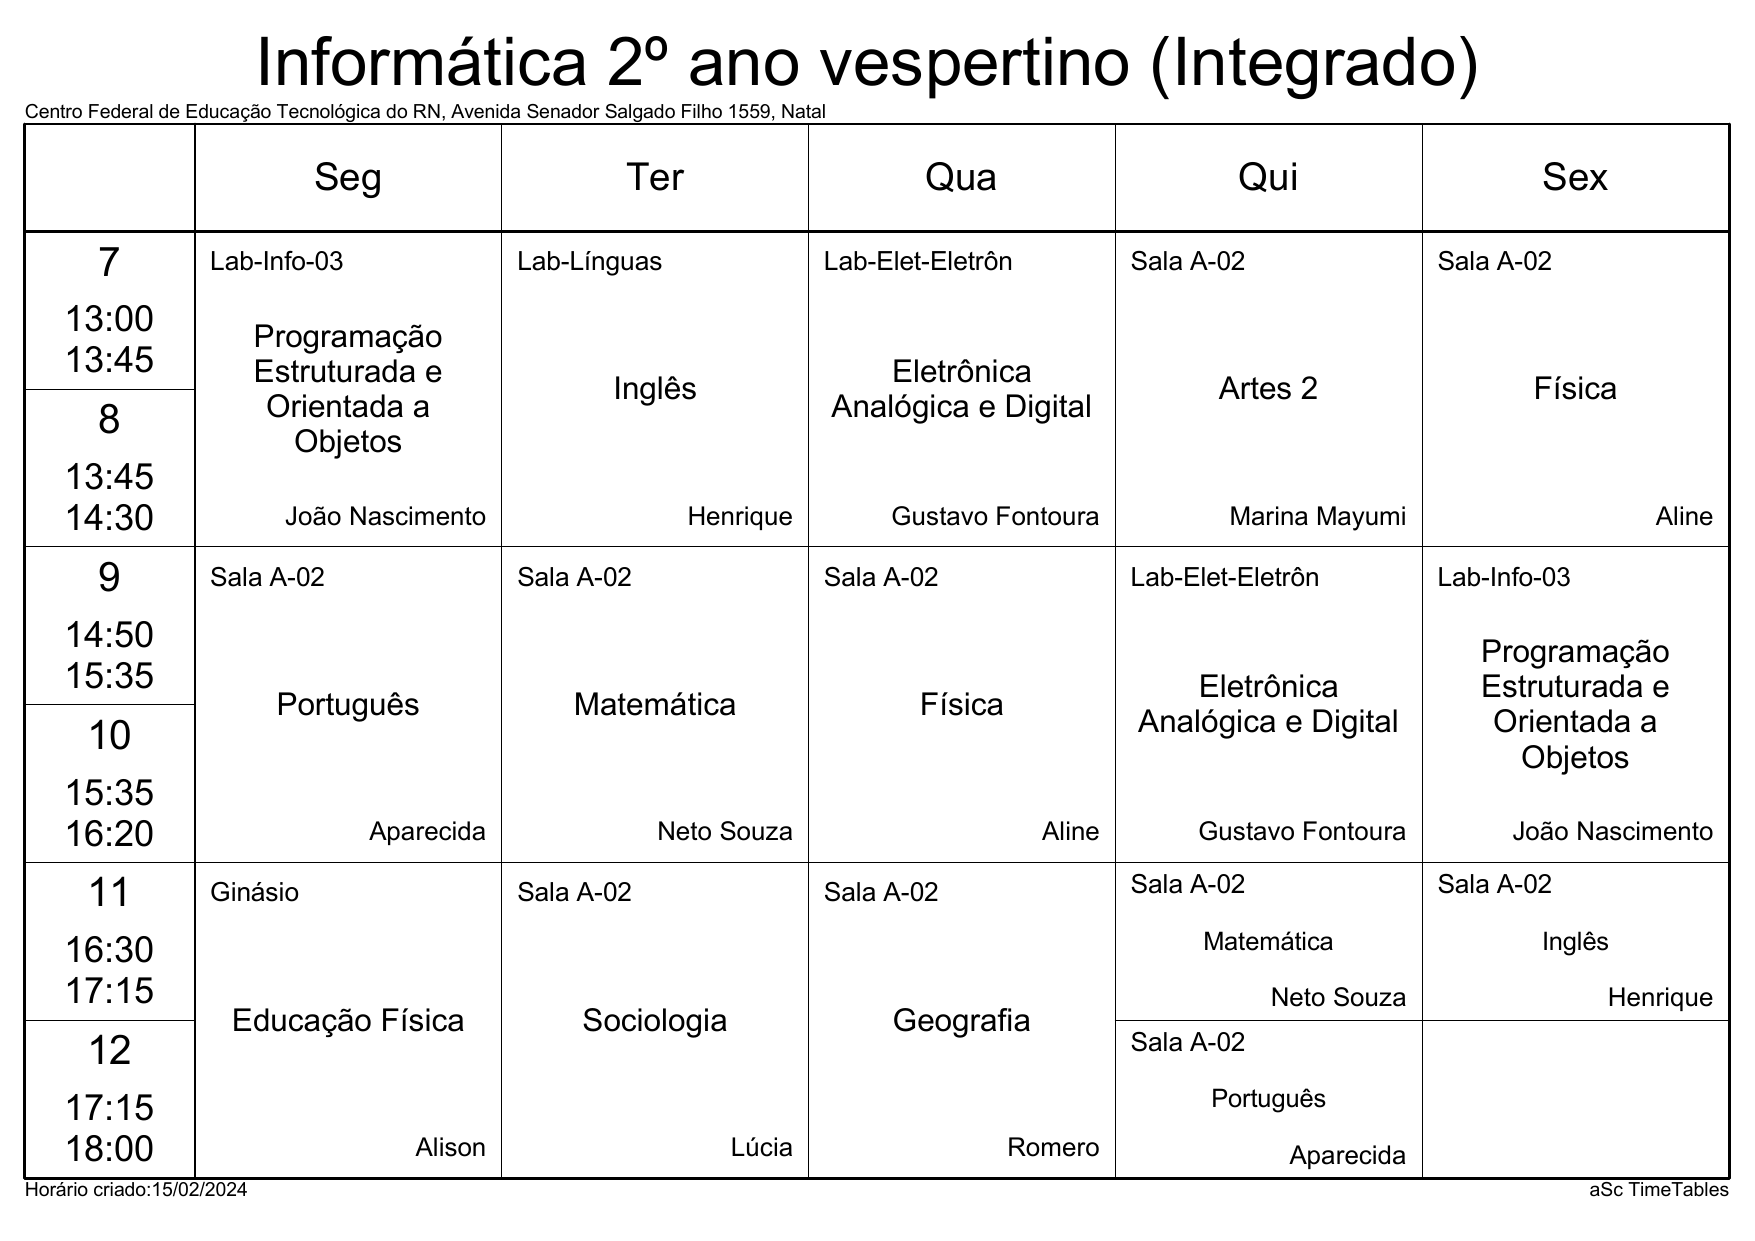 Informática 2º ano vespertino (Integrado)
Centro Federal de Educação Tecnológica do RN, Avenida Senador Salgado Filho 1559, Natal
Seg
Ter
Qua
Qui
Sex
7
13:00
13:45
8
13:45
14:30
Lab-Info-03
Programação
Estruturada e
Orientada a
Objetos
João Nascimento
Lab-Línguas
Inglês
Henrique
Lab-Elet-Eletrôn
Eletrônica
Analógica e Digital
Gustavo Fontoura
Sala A-02
Artes 2
Marina Mayumi
Sala A-02
Física
Aline
9
14:50
15:35
10
15:35
16:20
Sala A-02
Português
Aparecida
Sala A-02
Matemática
Neto Souza
Sala A-02
Física
Aline
Lab-Elet-Eletrôn
Eletrônica
Analógica e Digital
Gustavo Fontoura
Lab-Info-03
Programação
Estruturada e
Orientada a
Objetos
João Nascimento
11
16:30
17:15
12
17:15
18:00
Ginásio
Educação Física
Alison
Sala A-02
Sociologia
Lúcia
Sala A-02
Geografia
Romero
Sala A-02
Matemática
Neto Souza
Sala A-02
Português
Aparecida
Sala A-02
Inglês
Henrique
Horário criado:15/02/2024
aSc TimeTables